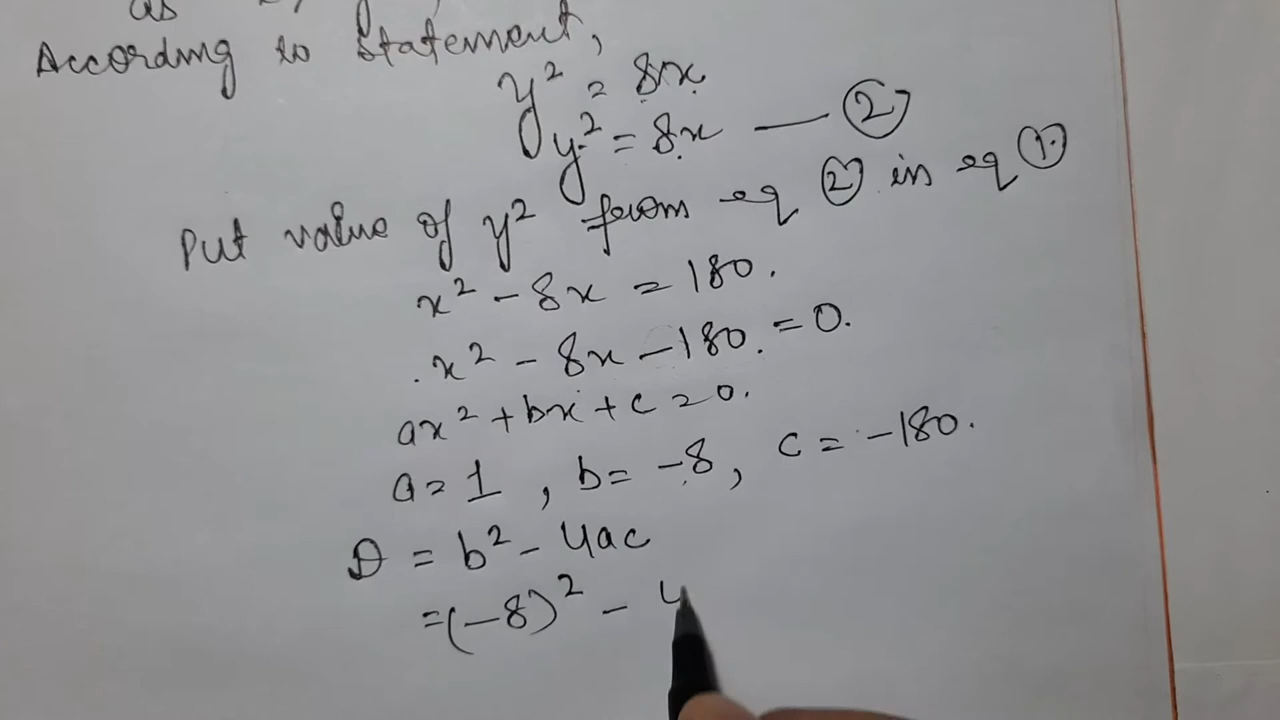 as
According to Statement,
y² = 8x
y² = 8x — ②
Put value of y² from eq ② in eq ①
x² - 8x = 180.
x² - 8x - 180 = 0.
ax² + bx + c = 0.
a = 1 , b = -8 , c = -180.
D = b² - 4ac
= (-8)² - 4